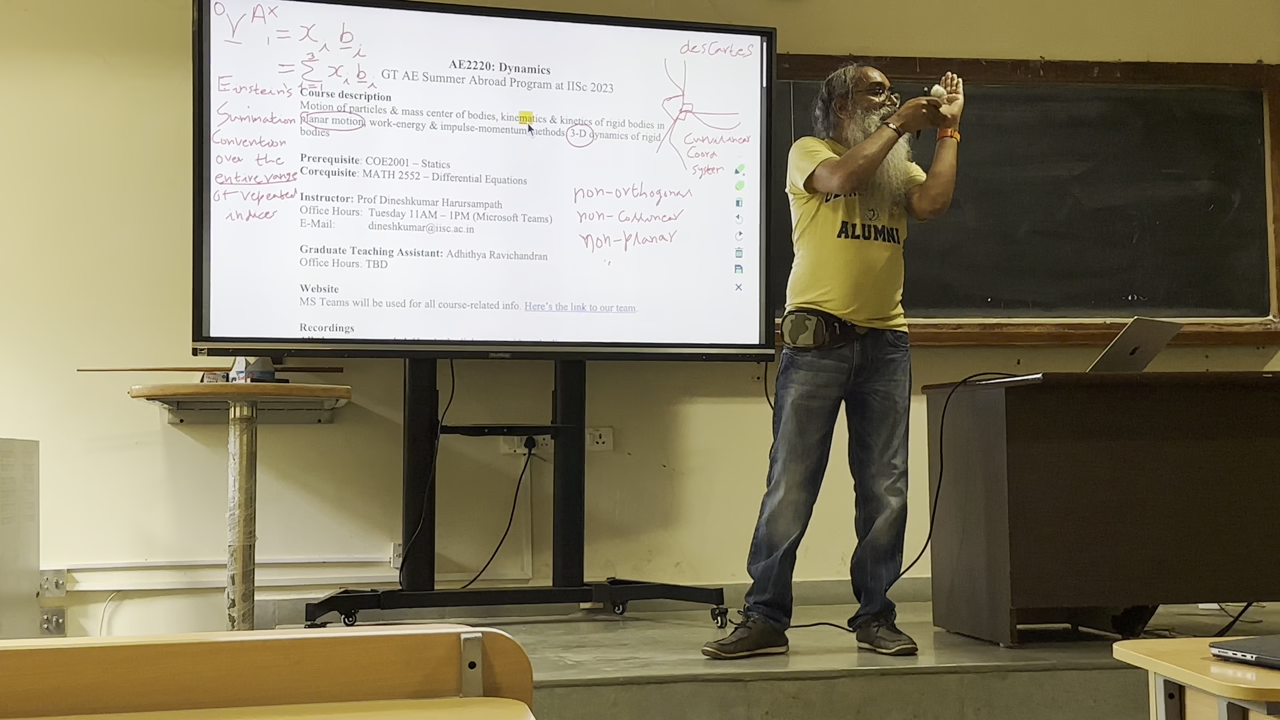 ⁰V₁ᴬˣ = xᵢ bᵢ
= Σ xᵢ bᵢ
Einstein's
Summation
Convention
over the
entire range
of repeated
indices
AE2220: Dynamics
GT AE Summer Abroad Program at IISc 2023
Course description
Motion of particles & mass center of bodies, kinematics & kinetics of rigid bodies in
planar motion, work-energy & impulse-momentum methods, 3-D dynamics of rigid
bodies
Prerequisite: COE2001 – Statics
Corequisite: MATH 2552 – Differential Equations
Instructor: Prof Dineshkumar Harursampath
Office Hours: Tuesday 11AM – 1PM (Microsoft Teams)
E-Mail: dineshkumar@iisc.ac.in
Graduate Teaching Assistant: Adhithya Ravichandran
Office Hours: TBD
Website
MS Teams will be used for all course-related info. Here's the link to our team.
Recordings
desCartes
Curvilinear
Coord
System
non-orthogonal
non-collinear
non-planar
ALUMNI